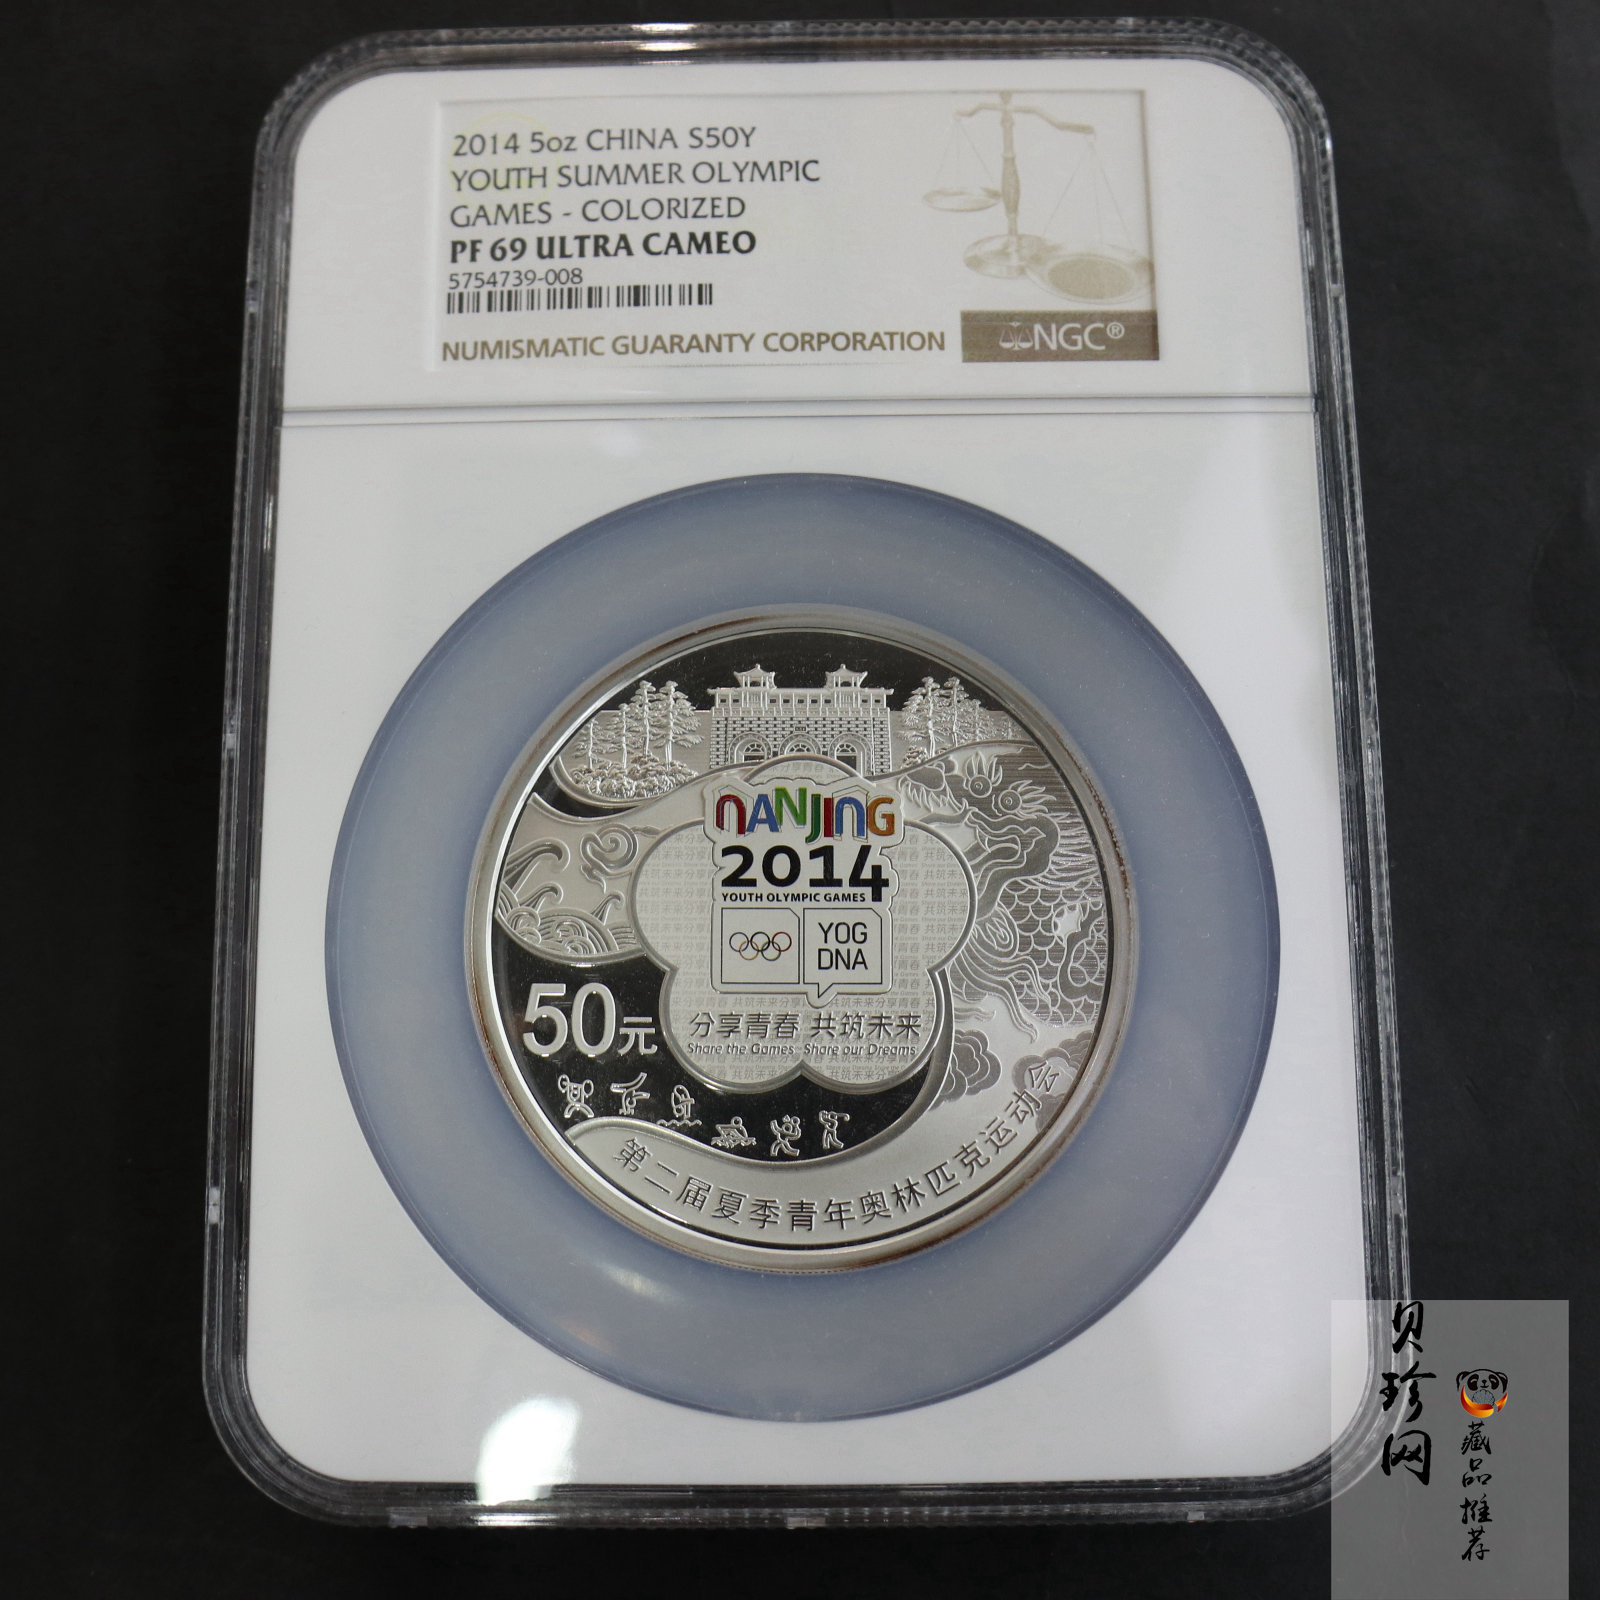 2014 5oz CHINA S50Y
YOUTH SUMMER OLYMPIC
GAMES - COLORIZED
PF 69 ULTRA CAMEO
5754739-008
NUMISMATIC GUARANTY CORPORATION
NGC®
NANJING
2014
YOUTH OLYMPIC GAMES
YOG
DNA
分享青春 共筑未来
Share the Games Share our Dreams
50元
第二届夏季青年奥林匹克运动会
贝珍网
藏品推荐